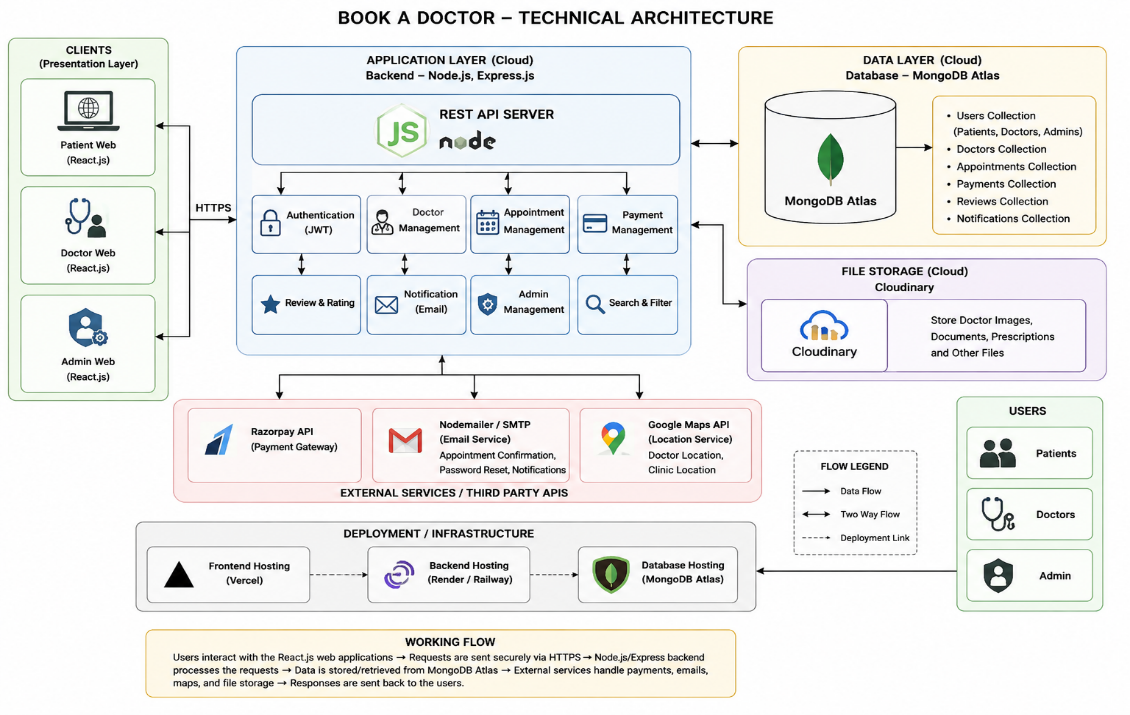 BOOK A DOCTOR – TECHNICAL ARCHITECTURE
CLIENTS
(Presentation Layer)
Patient Web
(React.js)
Doctor Web
(React.js)
Admin Web
(React.js)
HTTPS
APPLICATION LAYER (Cloud)
Backend – Node.js, Express.js
JS
REST API SERVER
node
Authentication
(JWT)
Doctor
Management
Appointment
Management
Payment
Management
Review & Rating
Notification
(Email)
Admin
Management
Search & Filter
DATA LAYER (Cloud)
Database – MongoDB Atlas
MongoDB Atlas
• Users Collection
(Patients, Doctors, Admins)
• Doctors Collection
• Appointments Collection
• Payments Collection
• Reviews Collection
• Notifications Collection
FILE STORAGE (Cloud)
Cloudinary
Cloudinary
Store Doctor Images,
Documents, Prescriptions
and Other Files
Razorpay API
(Payment Gateway)
Nodemailer / SMTP
(Email Service)
Appointment Confirmation,
Password Reset, Notifications
Google Maps API
(Location Service)
Doctor Location,
Clinic Location
EXTERNAL SERVICES / THIRD PARTY APIS
FLOW LEGEND
Data Flow
Two Way Flow
Deployment Link
USERS
Patients
Doctors
Admin
DEPLOYMENT / INFRASTRUCTURE
Frontend Hosting
(Vercel)
Backend Hosting
(Render / Railway)
Database Hosting
(MongoDB Atlas)
WORKING FLOW
Users interact with the React.js web applications → Requests are sent securely via HTTPS → Node.js/Express backend
processes the requests → Data is stored/retrieved from MongoDB Atlas → External services handle payments, emails,
maps, and file storage → Responses are sent back to the users.